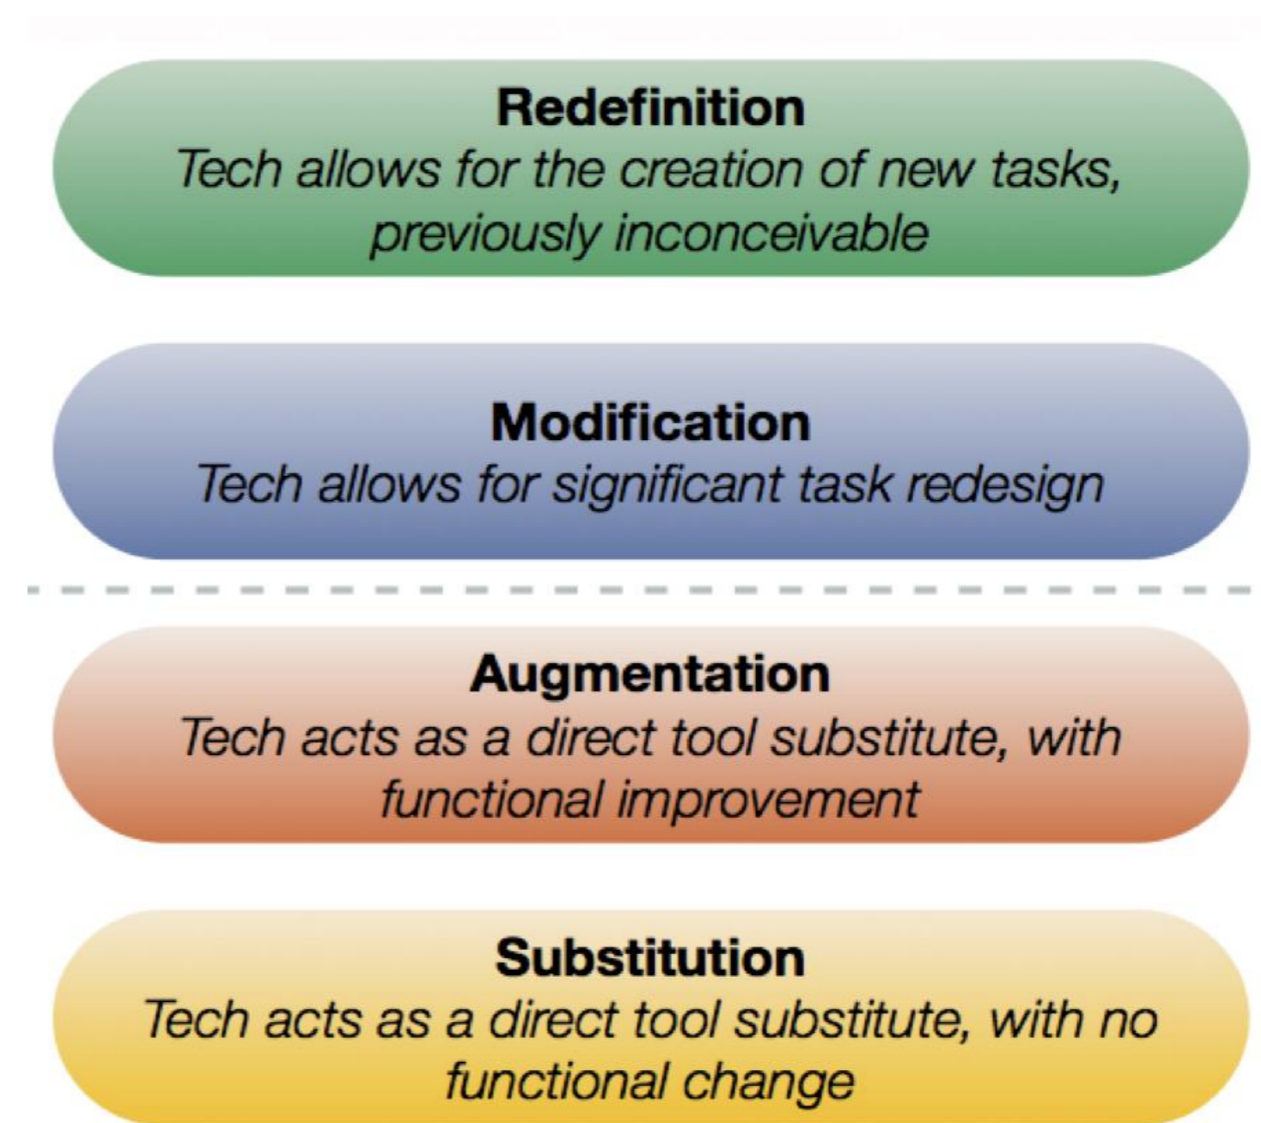 Redefinition
Tech allows for the creation of new tasks,
previously inconceivable
Modification
Tech allows for significant task redesign
Augmentation
Tech acts as a direct tool substitute, with
functional improvement
Substitution
Tech acts as a direct tool substitute, with no
functional change